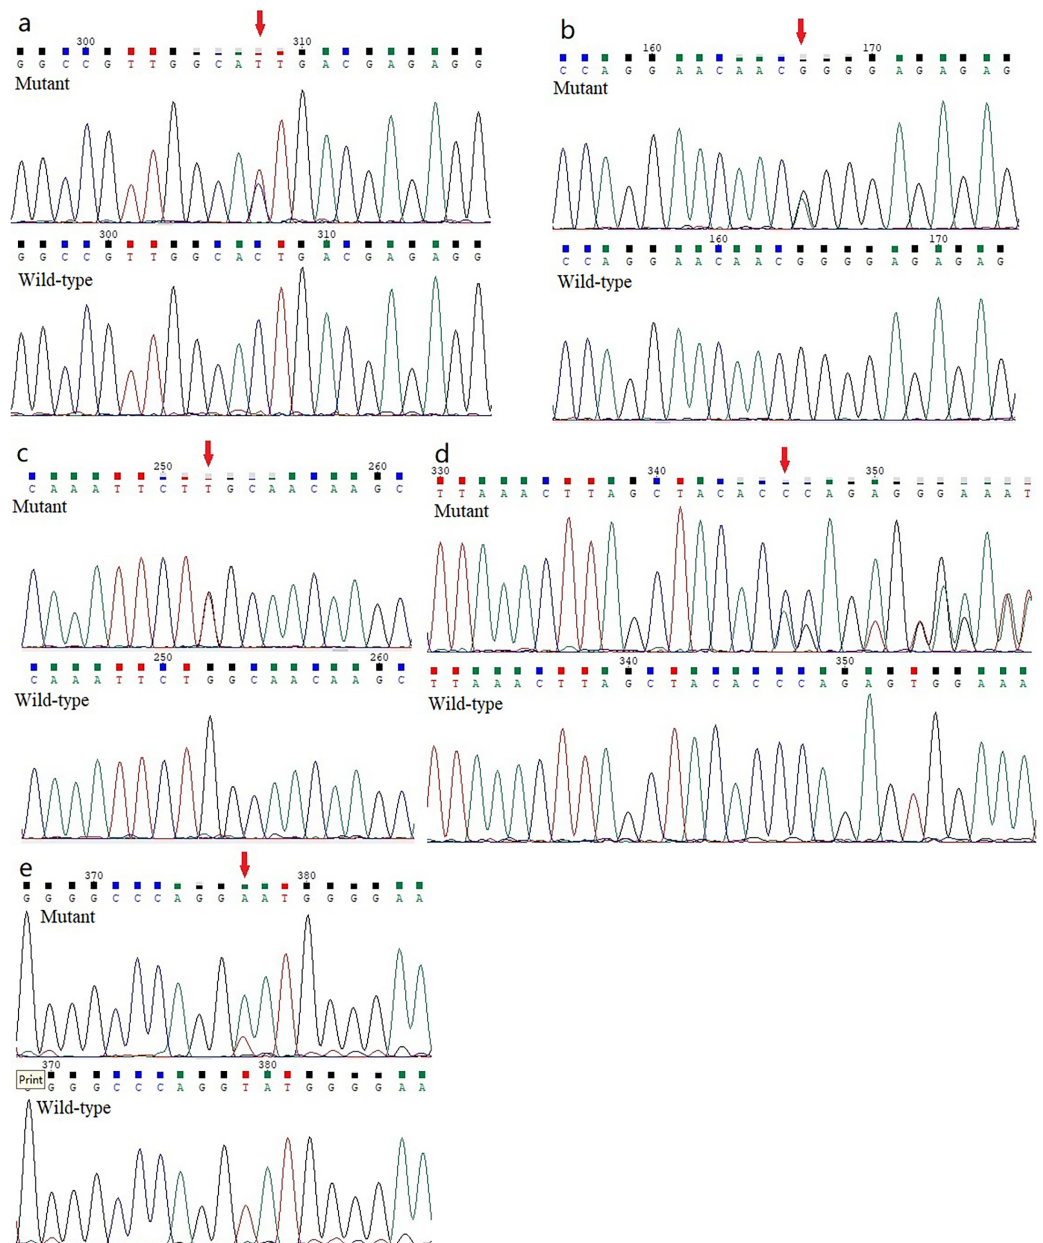 a
300 310
G G C C G T T G G C A T T G A C G A G A G G
Mutant
300 310
G G C C G T T G G C A C T G A C G A G A G G
Wild-type
b
160 170
C C A G G A A C A A C G G G G A G A G A G
Mutant
160 170
C C A G G A A C A A C G G G G A G A G A G
Wild-type
c
250 260
C A A A T T C T T G C A A C A A G C
Mutant
250 260
C A A A T T C T G G C A A C A A G C
Wild-type
d
330 340 350
T T A A A C T T A G C T A C A C C C A G A G G G A A A T
Mutant
340 350
T T A A A C T T A G C T A C A C C C A G A G T G G A A A
Wild-type
e
370 380
G G G G C C C A G G A A T G G G G A A
Mutant
370 380
Print
G G G C C C A G G T A T G G G G A A
Wild-type